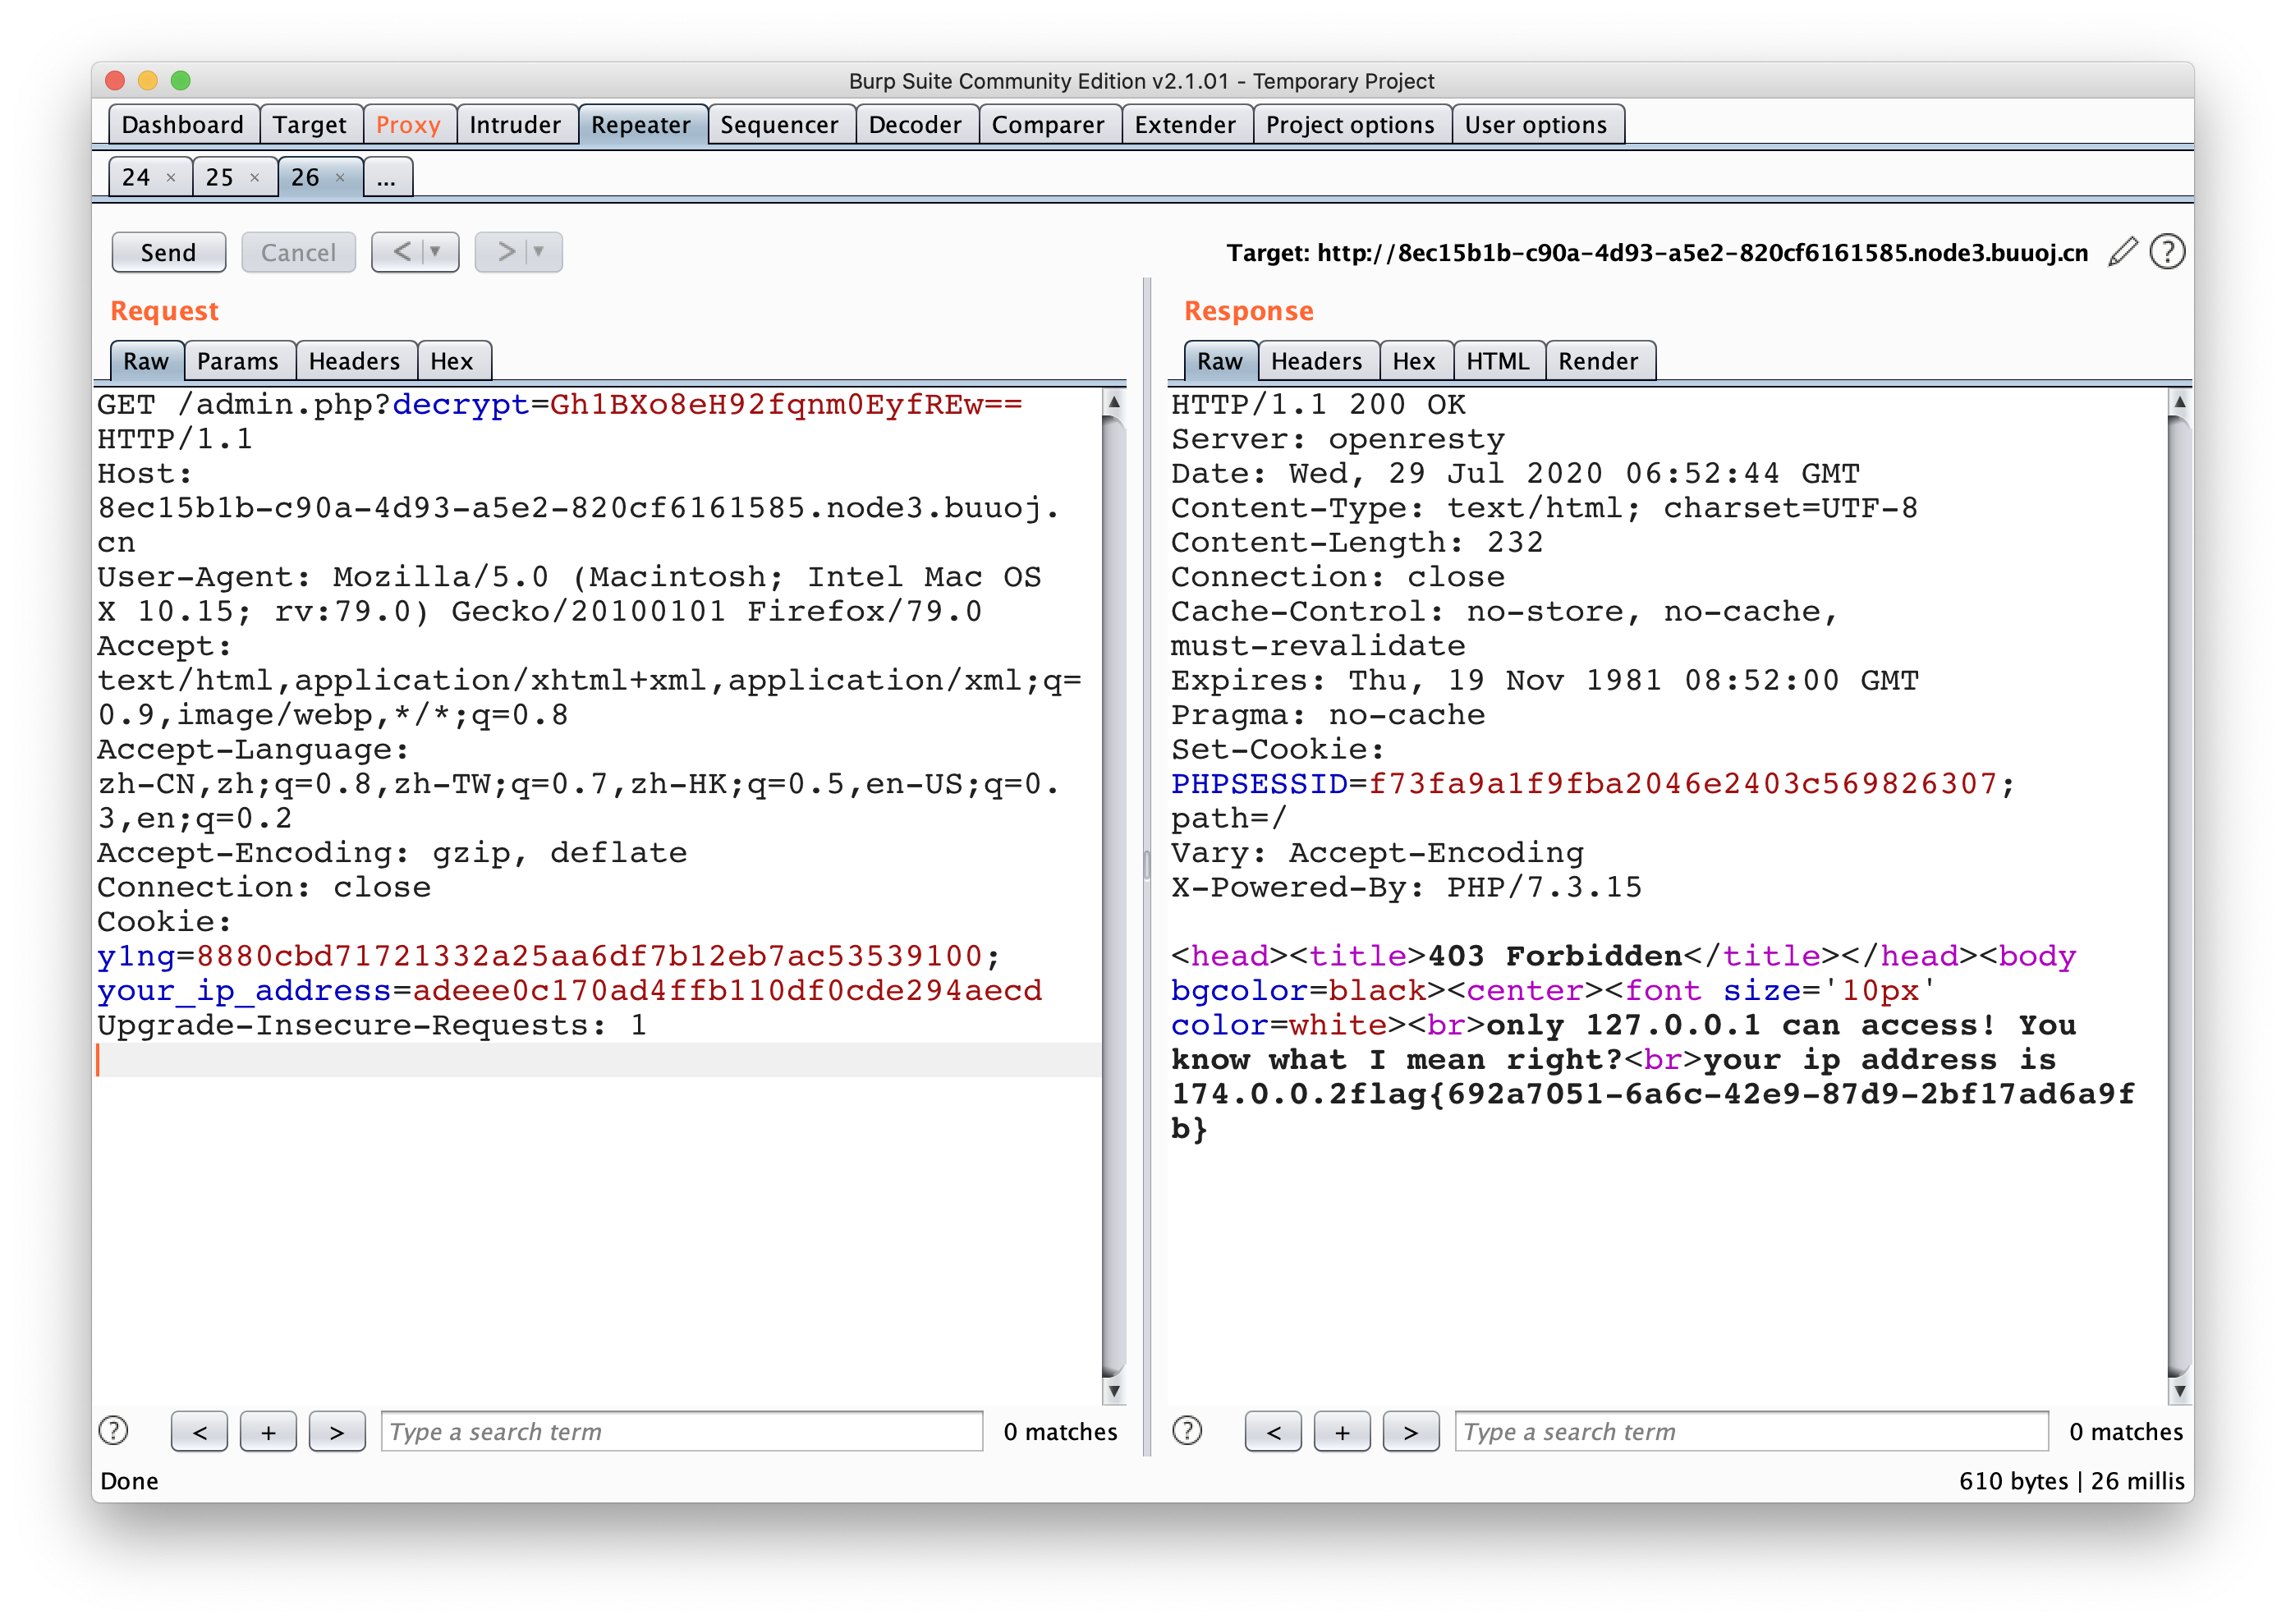 Burp Suite Community Edition v2.1.01 - Temporary Project
Dashboard Target Proxy Intruder Repeater Sequencer Decoder Comparer Extender Project options User options
24 × 25 × 26 × ...
Send Cancel < > Target: http://8ec15b1b-c90a-4d93-a5e2-820cf6161585.node3.buuoj.cn ?
Request
Raw Params Headers Hex
GET /admin.php?decrypt=Gh1BXo8eH92fqnm0EyfREw==
HTTP/1.1
Host:
8ec15b1b-c90a-4d93-a5e2-820cf6161585.node3.buuoj.
cn
User-Agent: Mozilla/5.0 (Macintosh; Intel Mac OS
X 10.15; rv:79.0) Gecko/20100101 Firefox/79.0
Accept:
text/html,application/xhtml+xml,application/xml;q=
0.9,image/webp,*/*;q=0.8
Accept-Language:
zh-CN,zh;q=0.8,zh-TW;q=0.7,zh-HK;q=0.5,en-US;q=0.
3,en;q=0.2
Accept-Encoding: gzip, deflate
Connection: close
Cookie:
y1ng=8880cbd71721332a25aa6df7b12eb7ac53539100;
your_ip_address=adeee0c170ad4ffb110df0cde294aecd
Upgrade-Insecure-Requests: 1
? < + > Type a search term 0 matches
Response
Raw Headers Hex HTML Render
HTTP/1.1 200 OK
Server: openresty
Date: Wed, 29 Jul 2020 06:52:44 GMT
Content-Type: text/html; charset=UTF-8
Content-Length: 232
Connection: close
Cache-Control: no-store, no-cache,
must-revalidate
Expires: Thu, 19 Nov 1981 08:52:00 GMT
Pragma: no-cache
Set-Cookie:
PHPSESSID=f73fa9a1f9fba2046e2403c569826307;
path=/
Vary: Accept-Encoding
X-Powered-By: PHP/7.3.15
<head><title>403 Forbidden</title></head><body
bgcolor=black><center><font size='10px'
color=white><br>only 127.0.0.1 can access! You
know what I mean right?<br>your ip address is
174.0.0.2flag{692a7051-6a6c-42e9-87d9-2bf17ad6a9f
b}
? < + > Type a search term 0 matches
Done 610 bytes | 26 millis